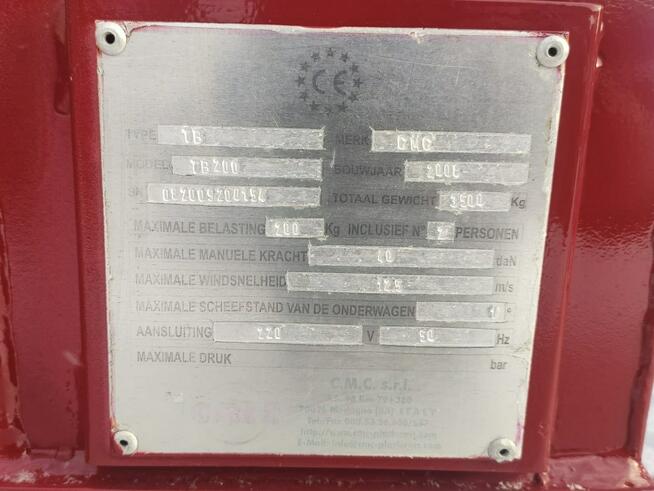 CE
TYPE TB MERK CMC
MODEL TB200 BOUWJAAR
SN TOTAAL GEWICHT 3500 Kg
MAXIMALE BELASTING 200 Kg INCLUSIEF N° 2 PERSONEN
MAXIMALE MANUELE KRACHT 40 daN
MAXIMALE WINDSNELHEID 12,5 m/s
MAXIMALE SCHEEFSTAND VAN DE ONDERWAGEN 1 °
AANSLUITING 220 V 50 Hz
MAXIMALE DRUK bar
C.M.C. s.r.l.